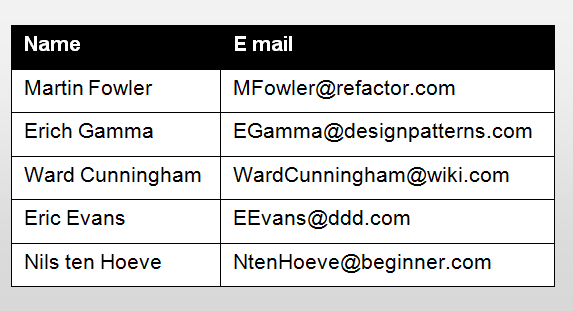 Name E mail
Martin Fowler MFowler@refactor.com
Erich Gamma EGamma@designpatterns.com
Ward Cunningham WardCunningham@wiki.com
Eric Evans EEvans@ddd.com
Nils ten Hoeve NtenHoeve@beginner.com